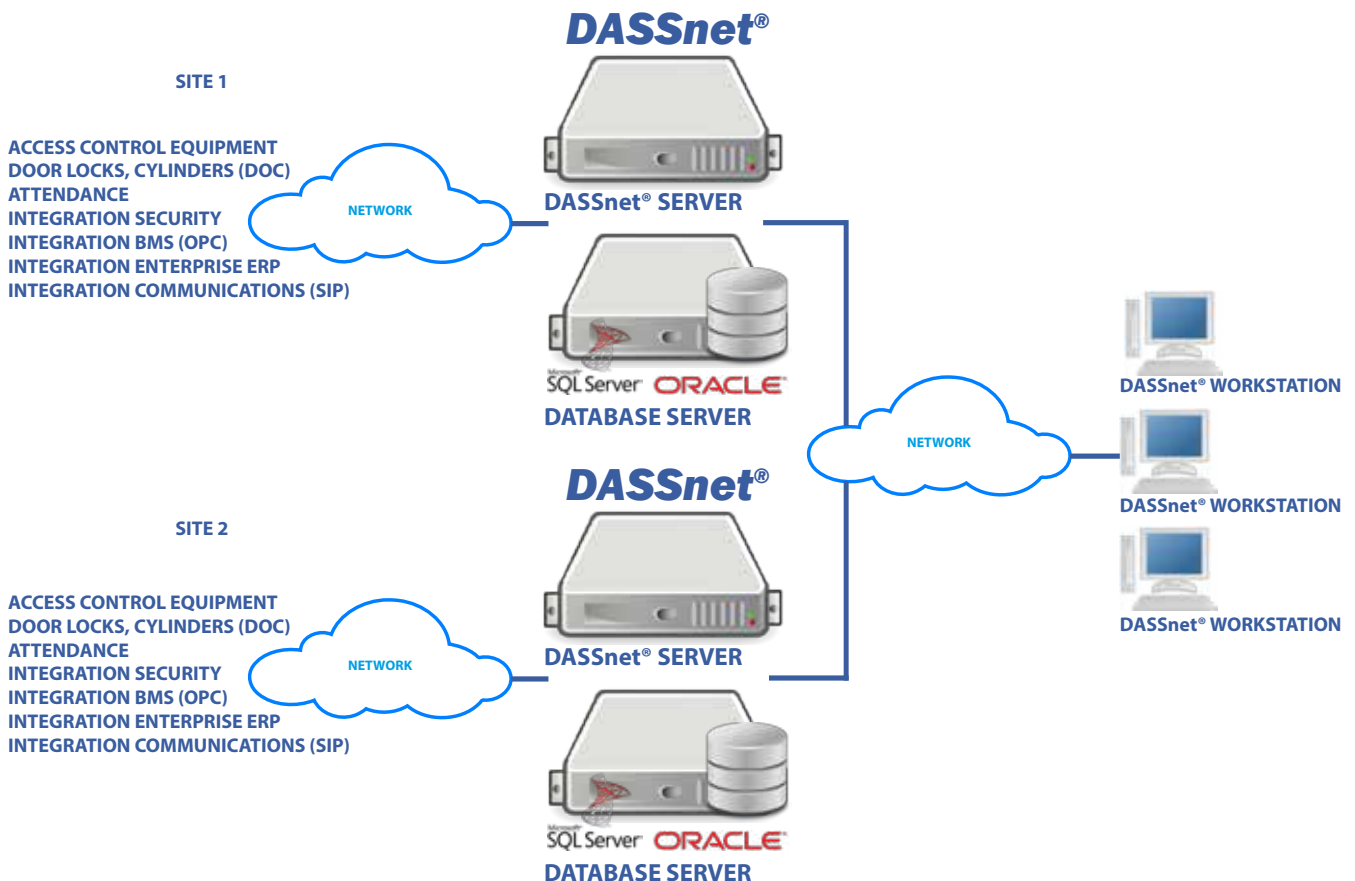 DASSnet®
SITE 1
ACCESS CONTROL EQUIPMENT
DOOR LOCKS, CYLINDERS (DOC)
ATTENDANCE
INTEGRATION SECURITY
INTEGRATION BMS (OPC)
INTEGRATION ENTERPRISE ERP
INTEGRATION COMMUNICATIONS (SIP)
NETWORK
DASSnet® SERVER
Microsoft®
SQL Server ORACLE
DATABASE SERVER
NETWORK
DASSnet® WORKSTATION
DASSnet® WORKSTATION
DASSnet® WORKSTATION
DASSnet®
SITE 2
ACCESS CONTROL EQUIPMENT
DOOR LOCKS, CYLINDERS (DOC)
ATTENDANCE
INTEGRATION SECURITY
INTEGRATION BMS (OPC)
INTEGRATION ENTERPRISE ERP
INTEGRATION COMMUNICATIONS (SIP)
NETWORK
DASSnet® SERVER
Microsoft®
SQL Server ORACLE
DATABASE SERVER